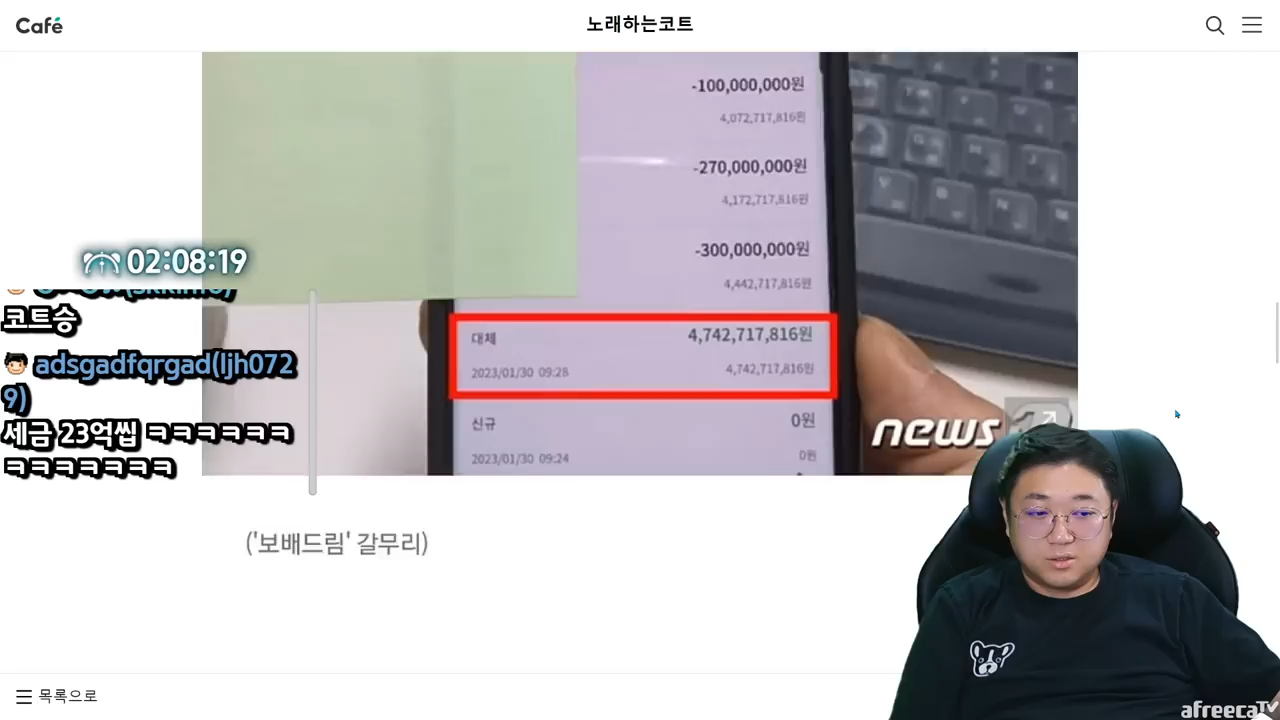 Café
노래하는코트
-100,000,000원
4,072,717,816원
-270,000,000원
4,172,717,816원
-300,000,000원
4,442,717,816원
대체 4,742,717,816원
2023/01/30 09:28 4,742,717,816원
신규 0원
2023/01/30 09:24 0원
news
02:08:19
코트승
adsgadfqrgad(ljh072
9)
세금 23억씹 ㅋㅋㅋㅋㅋㅋ
ㅋㅋㅋㅋㅋㅋㅋ
('보배드림' 갈무리)
목록으로
afreecaTV